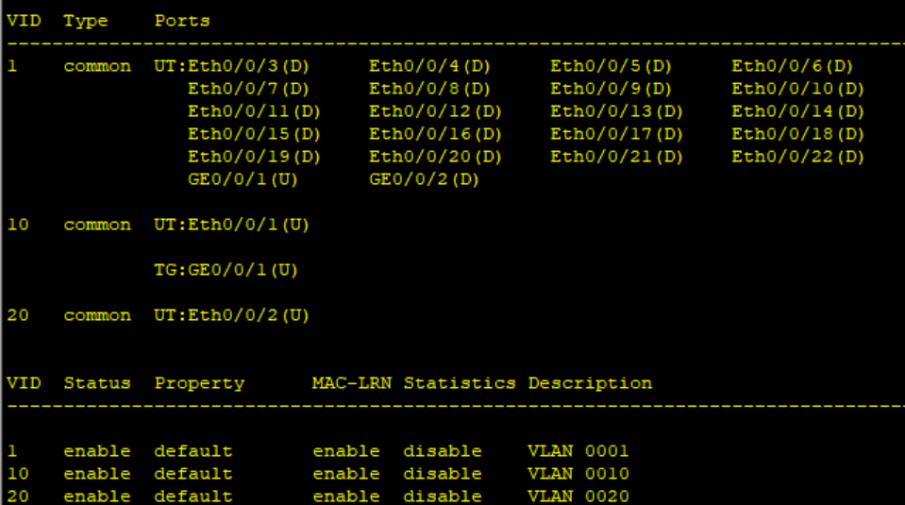 VID  Type    Ports
--------------------------------------------------------------------------------
1    common  UT:Eth0/0/3(D)     Eth0/0/4(D)     Eth0/0/5(D)     Eth0/0/6(D)
                Eth0/0/7(D)     Eth0/0/8(D)     Eth0/0/9(D)     Eth0/0/10(D)
                Eth0/0/11(D)    Eth0/0/12(D)    Eth0/0/13(D)    Eth0/0/14(D)
                Eth0/0/15(D)    Eth0/0/16(D)    Eth0/0/17(D)    Eth0/0/18(D)
                Eth0/0/19(D)    Eth0/0/20(D)    Eth0/0/21(D)    Eth0/0/22(D)
                GE0/0/1(U)      GE0/0/2(D)
10   common  UT:Eth0/0/1(U)
             TG:GE0/0/1(U)
20   common  UT:Eth0/0/2(U)
VID  Status  Property      MAC-LRN Statistics Description
--------------------------------------------------------------------------------
1    enable  default       enable  disable    VLAN 0001
10   enable  default       enable  disable    VLAN 0010
20   enable  default       enable  disable    VLAN 0020